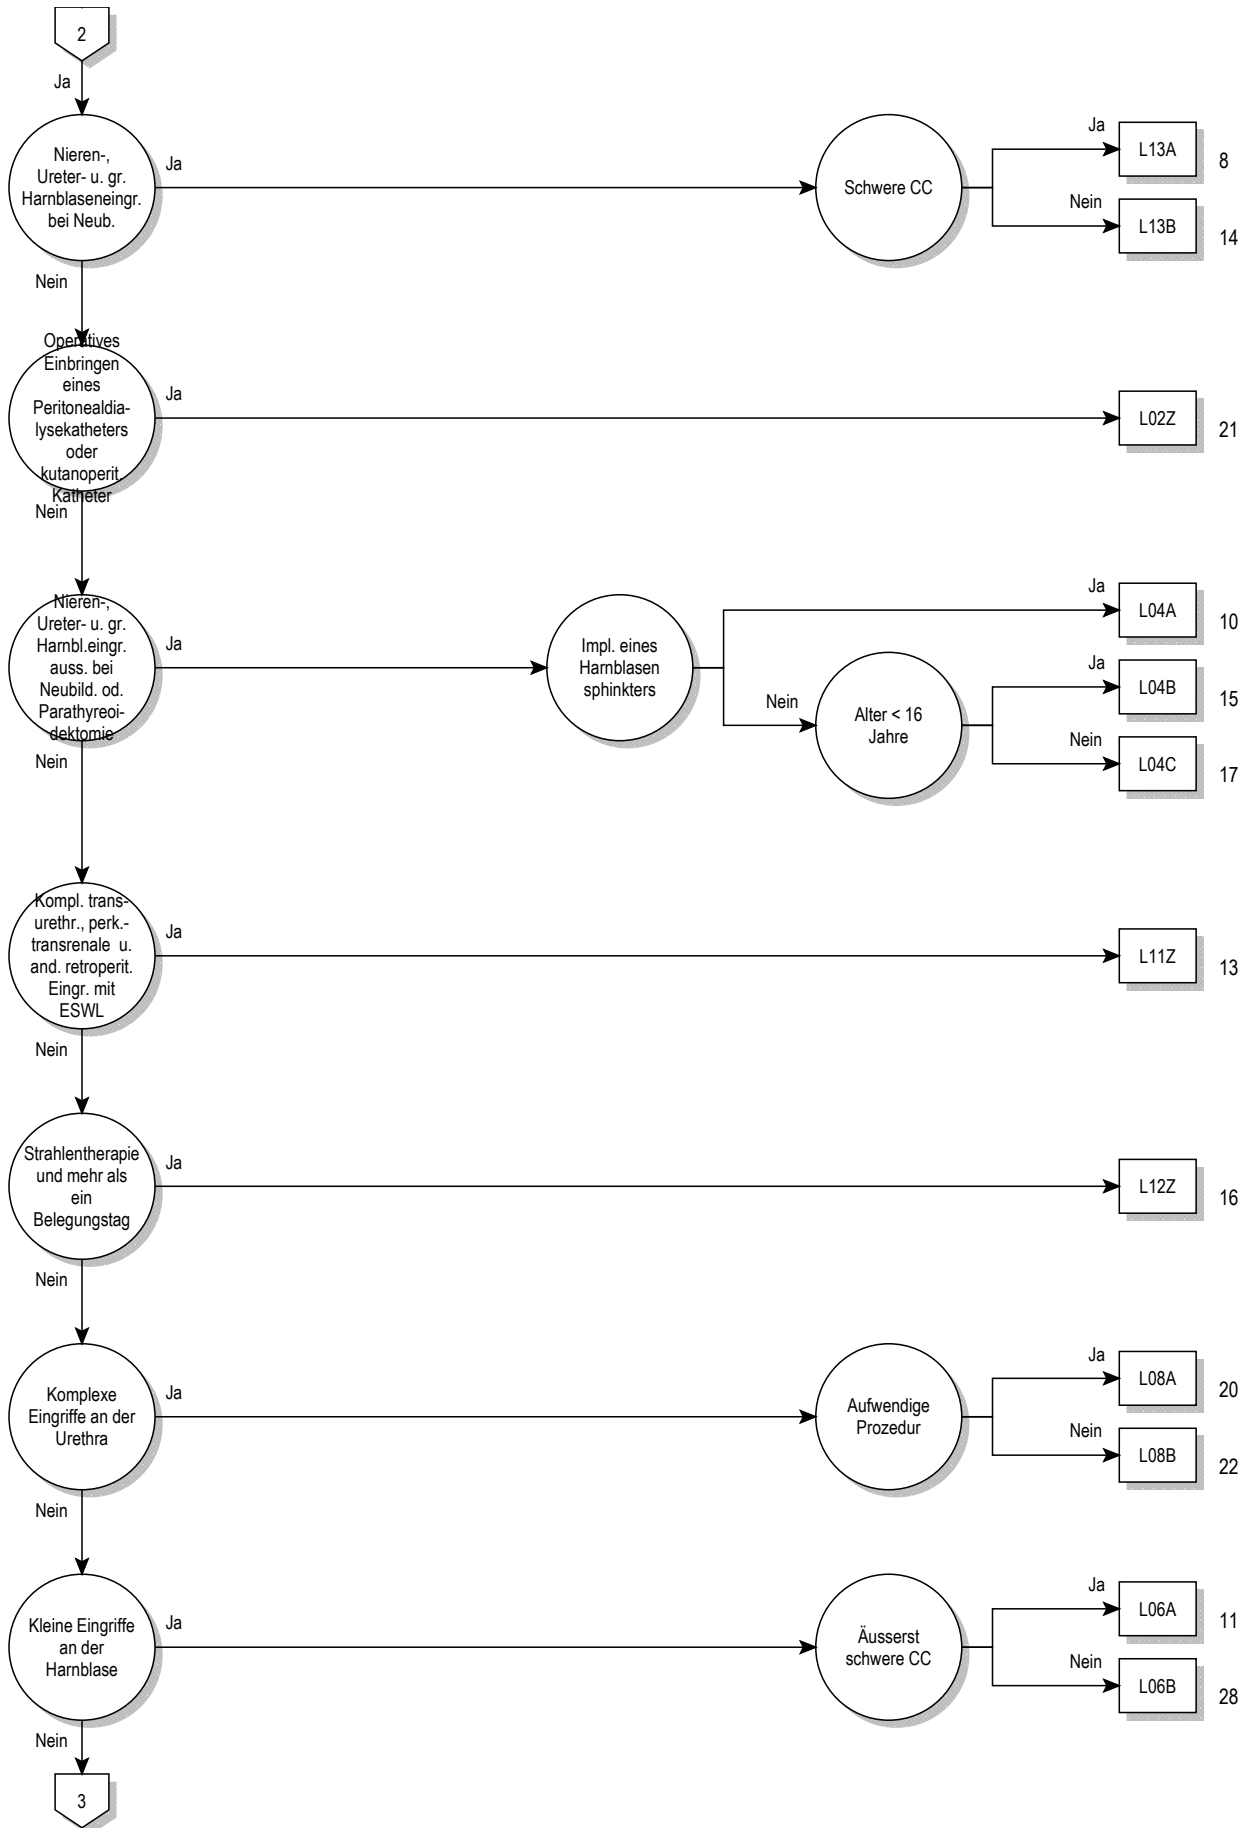 2
Ja
Nieren-,
Ureter- u. gr.
Harnblaseneingr.
bei Neub.
Ja
Schwere CC
Ja
L13A
8
Nein
L13B
14
Nein
Operatives
Einbringen
eines
Peritonealdia-
lysekatheters
oder
kutanoperit.
Katheter
Ja
L02Z
21
Nein
Nieren-,
Ureter- u. gr.
Harnbl.eingr.
auss. bei
Neubild. od.
Parathyreoi-
dektomie
Ja
Impl. eines
Harnblasen
sphinkters
Ja
L04A
10
Nein
Alter < 16
Jahre
Ja
L04B
15
Nein
L04C
17
Nein
Kompl. trans-
urethr., perk.-
transrenale u.
and. retroperit.
Eingr. mit
ESWL
Ja
L11Z
13
Nein
Strahlentherapie
und mehr als
ein
Belegungstag
Ja
L12Z
16
Nein
Komplexe
Eingriffe an der
Urethra
Ja
Aufwendige
Prozedur
Ja
L08A
20
Nein
L08B
22
Nein
Kleine Eingriffe
an der
Harnblase
Ja
Äusserst
schwere CC
Ja
L06A
11
Nein
L06B
28
Nein
3